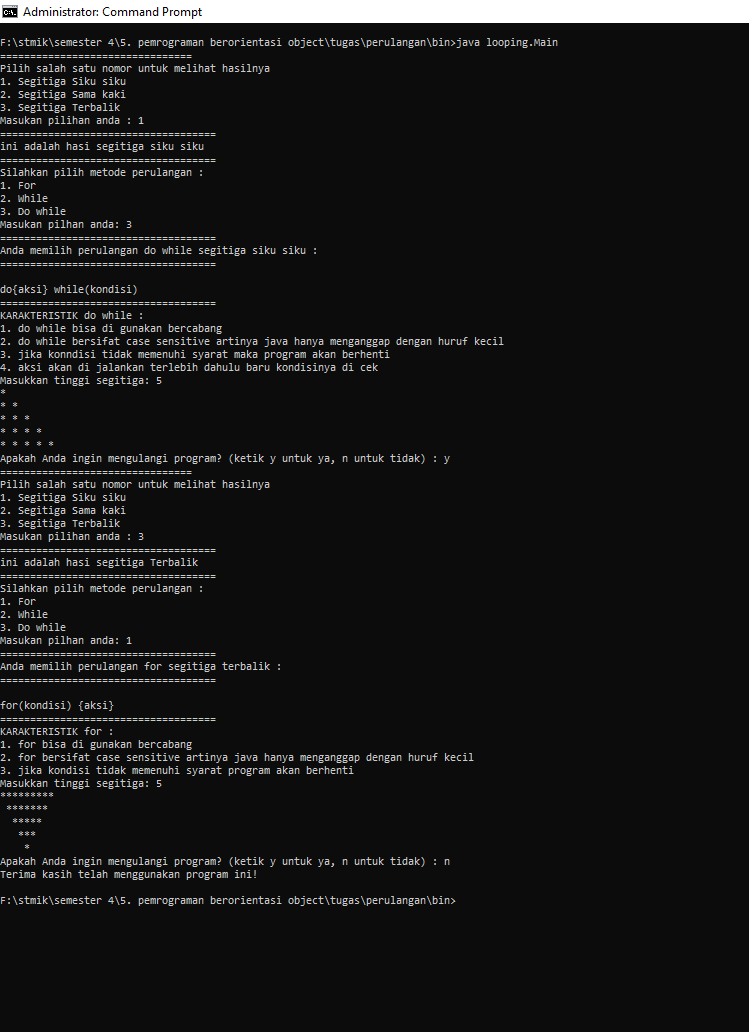 Administrator: Command Prompt
F:\stmik\semester 4\5. pemrograman berorientasi object\tugas\perulangan\bin>java looping.Main
================================
Pilih salah satu nomor untuk melihat hasilnya
1. Segitiga Siku siku
2. Segitiga Sama kaki
3. Segitiga Terbalik
Masukan pilihan anda : 1
====================================
ini adalah hasi segitiga siku siku
====================================
Silahkan pilih metode perulangan :
1. For
2. While
3. Do while
Masukan pilhan anda: 3
====================================
Anda memilih perulangan do while segitiga siku siku :
====================================
do{aksi} while(kondisi)
====================================
KARAKTERISTIK do while :
1. do while bisa di gunakan bercabang
2. do while bersifat case sensitive artinya java hanya menganggap dengan huruf kecil
3. jika konndisi tidak memenuhi syarat maka program akan berhenti
4. aksi akan di jalankan terlebih dahulu baru kondisinya di cek
Masukkan tinggi segitiga: 5
*
* *
* * *
* * * *
* * * * *
Apakah Anda ingin mengulangi program? (ketik y untuk ya, n untuk tidak) : y
================================
Pilih salah satu nomor untuk melihat hasilnya
1. Segitiga Siku siku
2. Segitiga Sama kaki
3. Segitiga Terbalik
Masukan pilihan anda : 3
====================================
ini adalah hasi segitiga Terbalik
====================================
Silahkan pilih metode perulangan :
1. For
2. While
3. Do while
Masukan pilhan anda: 1
====================================
Anda memilih perulangan for segitiga terbalik :
====================================
for(kondisi) {aksi}
====================================
KARAKTERISTIK for :
1. for bisa di gunakan bercabang
2. for bersifat case sensitive artinya java hanya menganggap dengan huruf kecil
3. jika kondisi tidak memenuhi syarat program akan berhenti
Masukkan tinggi segitiga: 5
*********
 *******
  *****
   ***
    *
Apakah Anda ingin mengulangi program? (ketik y untuk ya, n untuk tidak) : n
Terima kasih telah menggunakan program ini!
F:\stmik\semester 4\5. pemrograman berorientasi object\tugas\perulangan\bin>